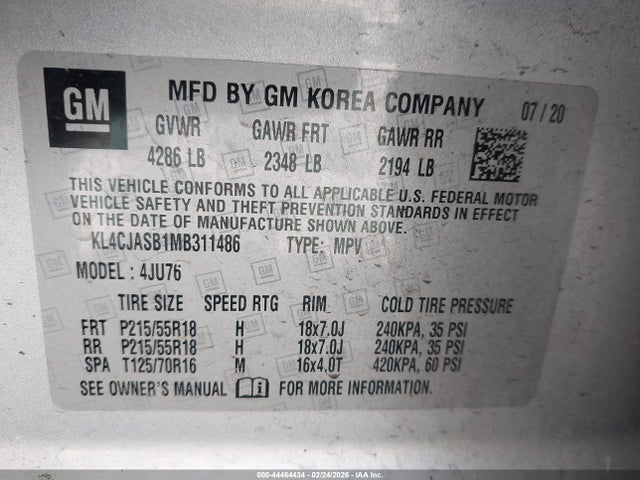 GM
MFD BY GM KOREA COMPANY 07 / 20
GVWR GAWR FRT GAWR RR
4286 LB 2348 LB 2194 LB
THIS VEHICLE CONFORMS TO ALL APPLICABLE U.S. FEDERAL MOTOR
VEHICLE SAFETY AND THEFT PREVENTION STANDARDS IN EFFECT
ON THE DATE OF MANUFACTURE SHOWN ABOVE.
KL4CJASB1MB311486 TYPE: MPV
MODEL : 4JU76
TIRE SIZE SPEED RTG RIM COLD TIRE PRESSURE
FRT P215/55R18 H 18x7.0J 240KPA, 35 PSI
RR P215/55R18 H 18x7.0J 240KPA, 35 PSI
SPA T125/70R16 M 16x4.0T 420KPA, 60 PSI
SEE OWNER'S MANUAL FOR MORE INFORMATION.
000-44464434 - 02/24/2026 - IAA Inc.